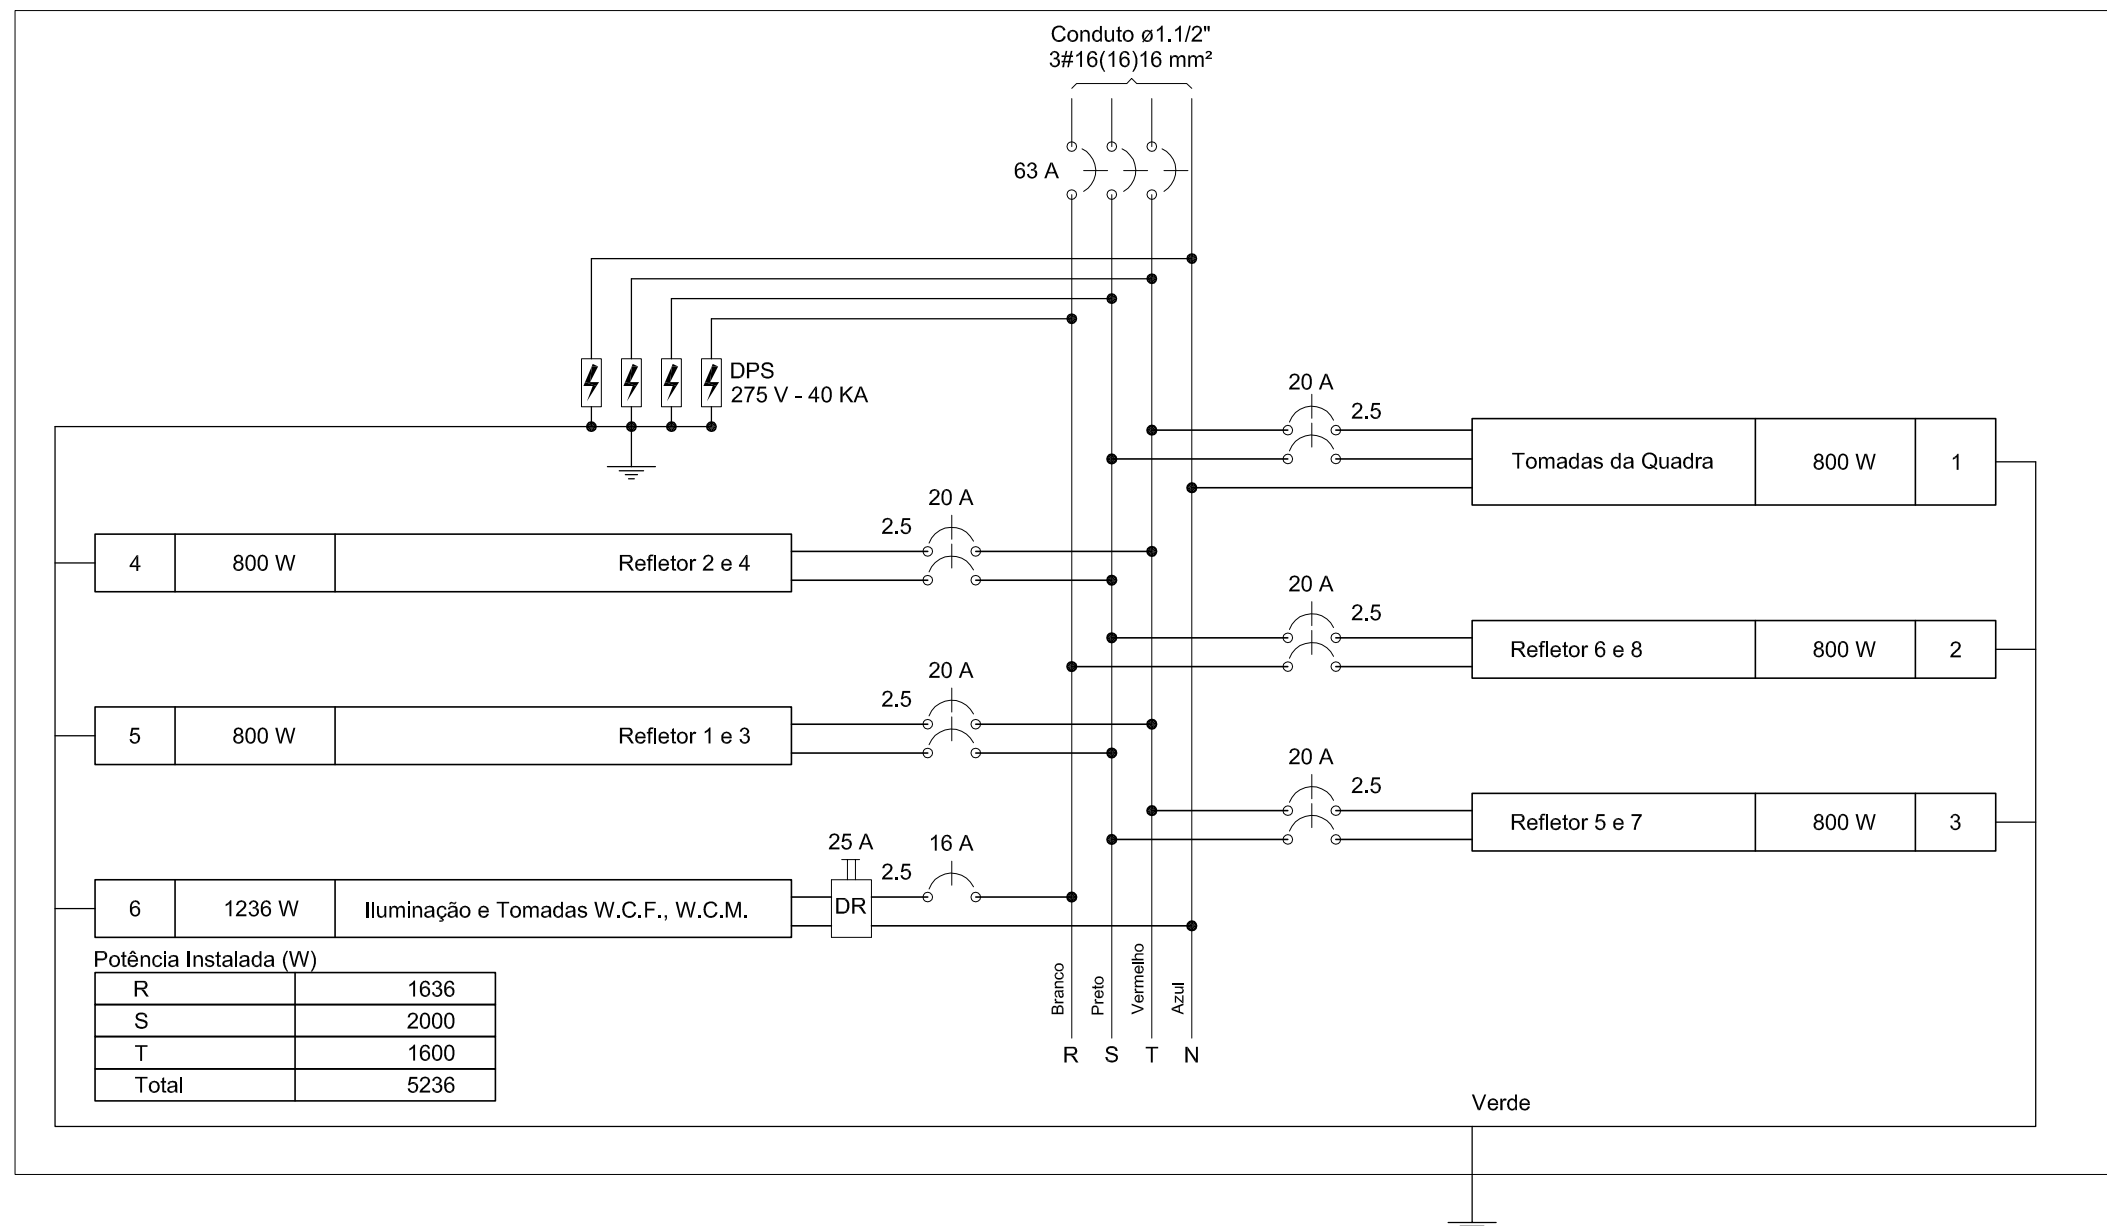 Conduto ø1.1/2"
3#16(16)16 mm²
63 A
DPS
275 V - 40 KA
20 A
2.5
Tomadas da Quadra 800 W 1
20 A
2.5
4 800 W Refletor 2 e 4
20 A
2.5
Refletor 6 e 8 800 W 2
20 A
2.5
5 800 W Refletor 1 e 3
20 A
2.5
Refletor 5 e 7 800 W 3
25 A 16 A
2.5
DR
6 1236 W Iluminação e Tomadas W.C.F., W.C.M.
Potência Instalada (W)
R 1636
S 2000
T 1600
Total 5236
Branco
Preto
Vermelho
Azul
R S T N
Verde